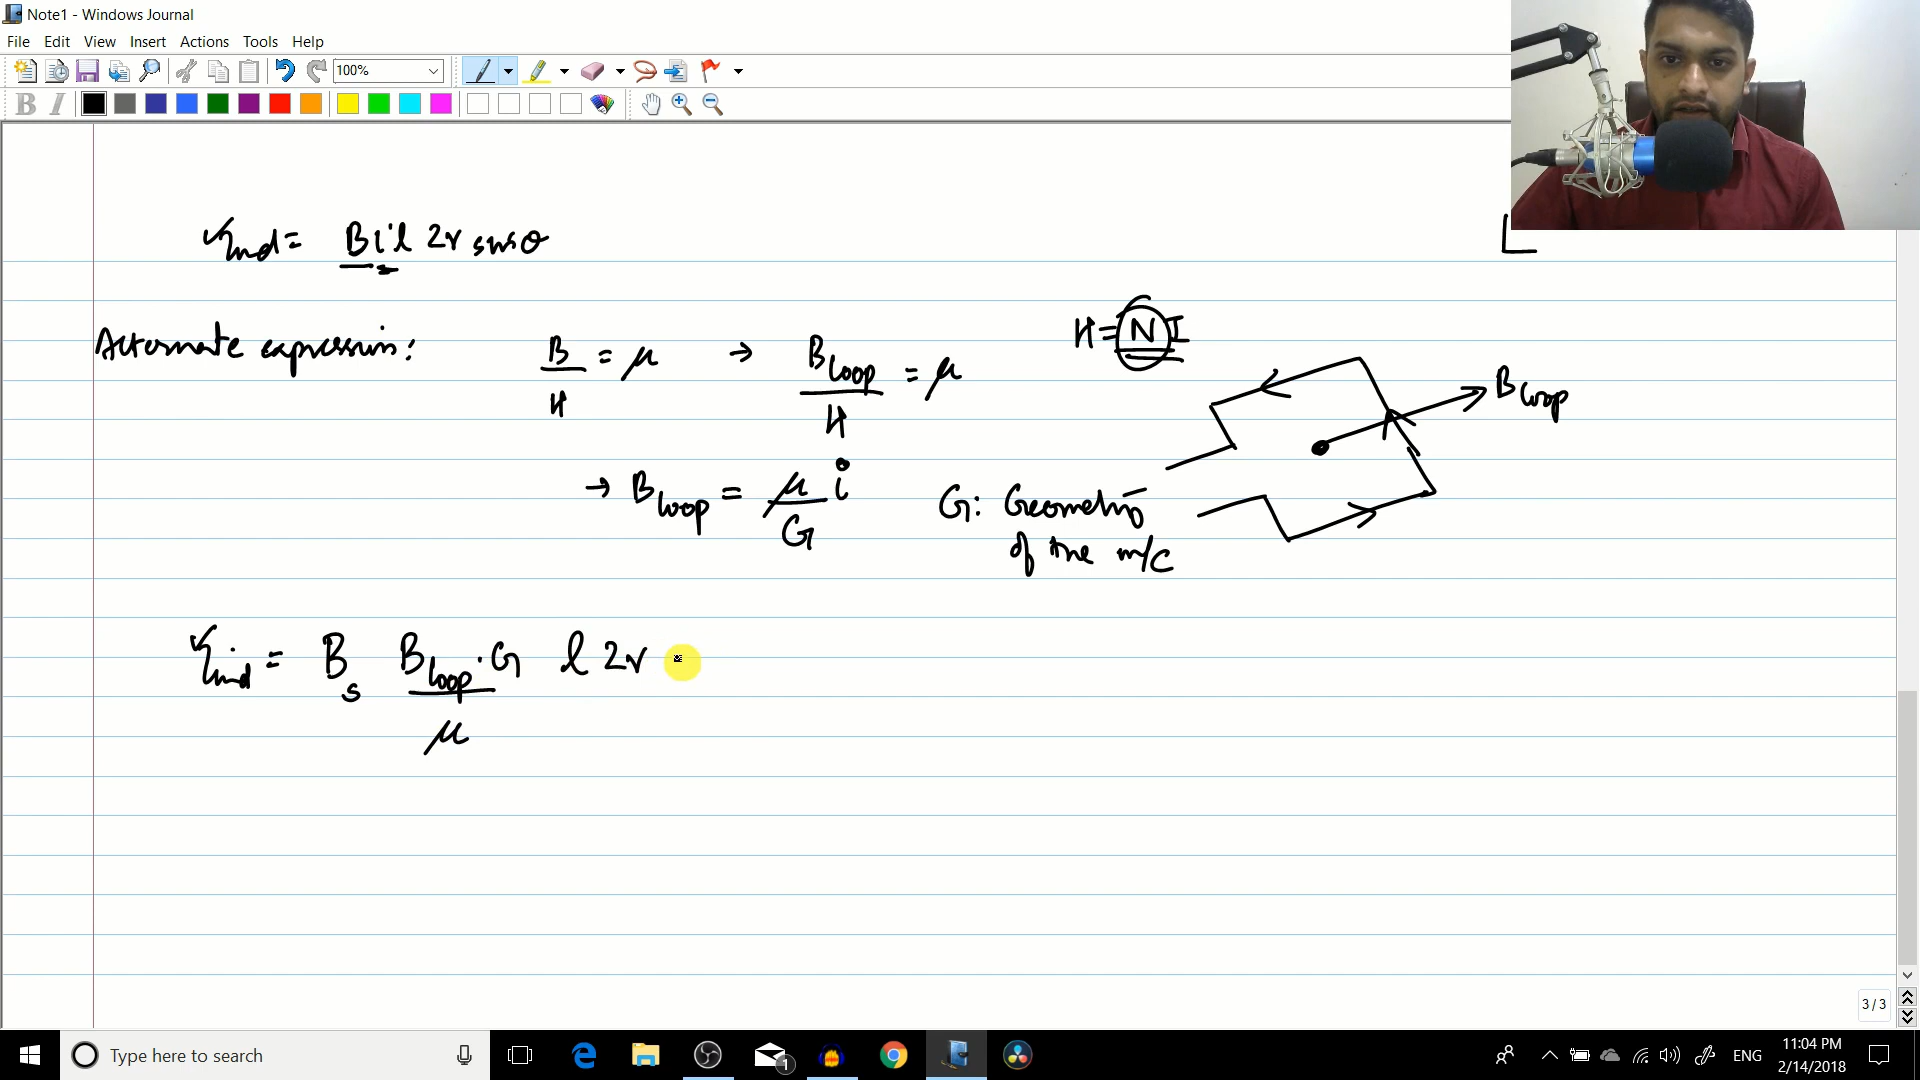 Note1 - Windows Journal
File Edit View Insert Actions Tools Help
100%
B I
τind = B i l 2r sin θ
Alternate expression:
B/H = μ → Bloop/H = μ
H = NI
Bloop
→ Bloop = μ/G i
G: Geometry
of the m/c
τind = Bs Bloop·G/μ l 2r
3 / 3
Type here to search
1
ENG
11:04 PM
2/14/2018